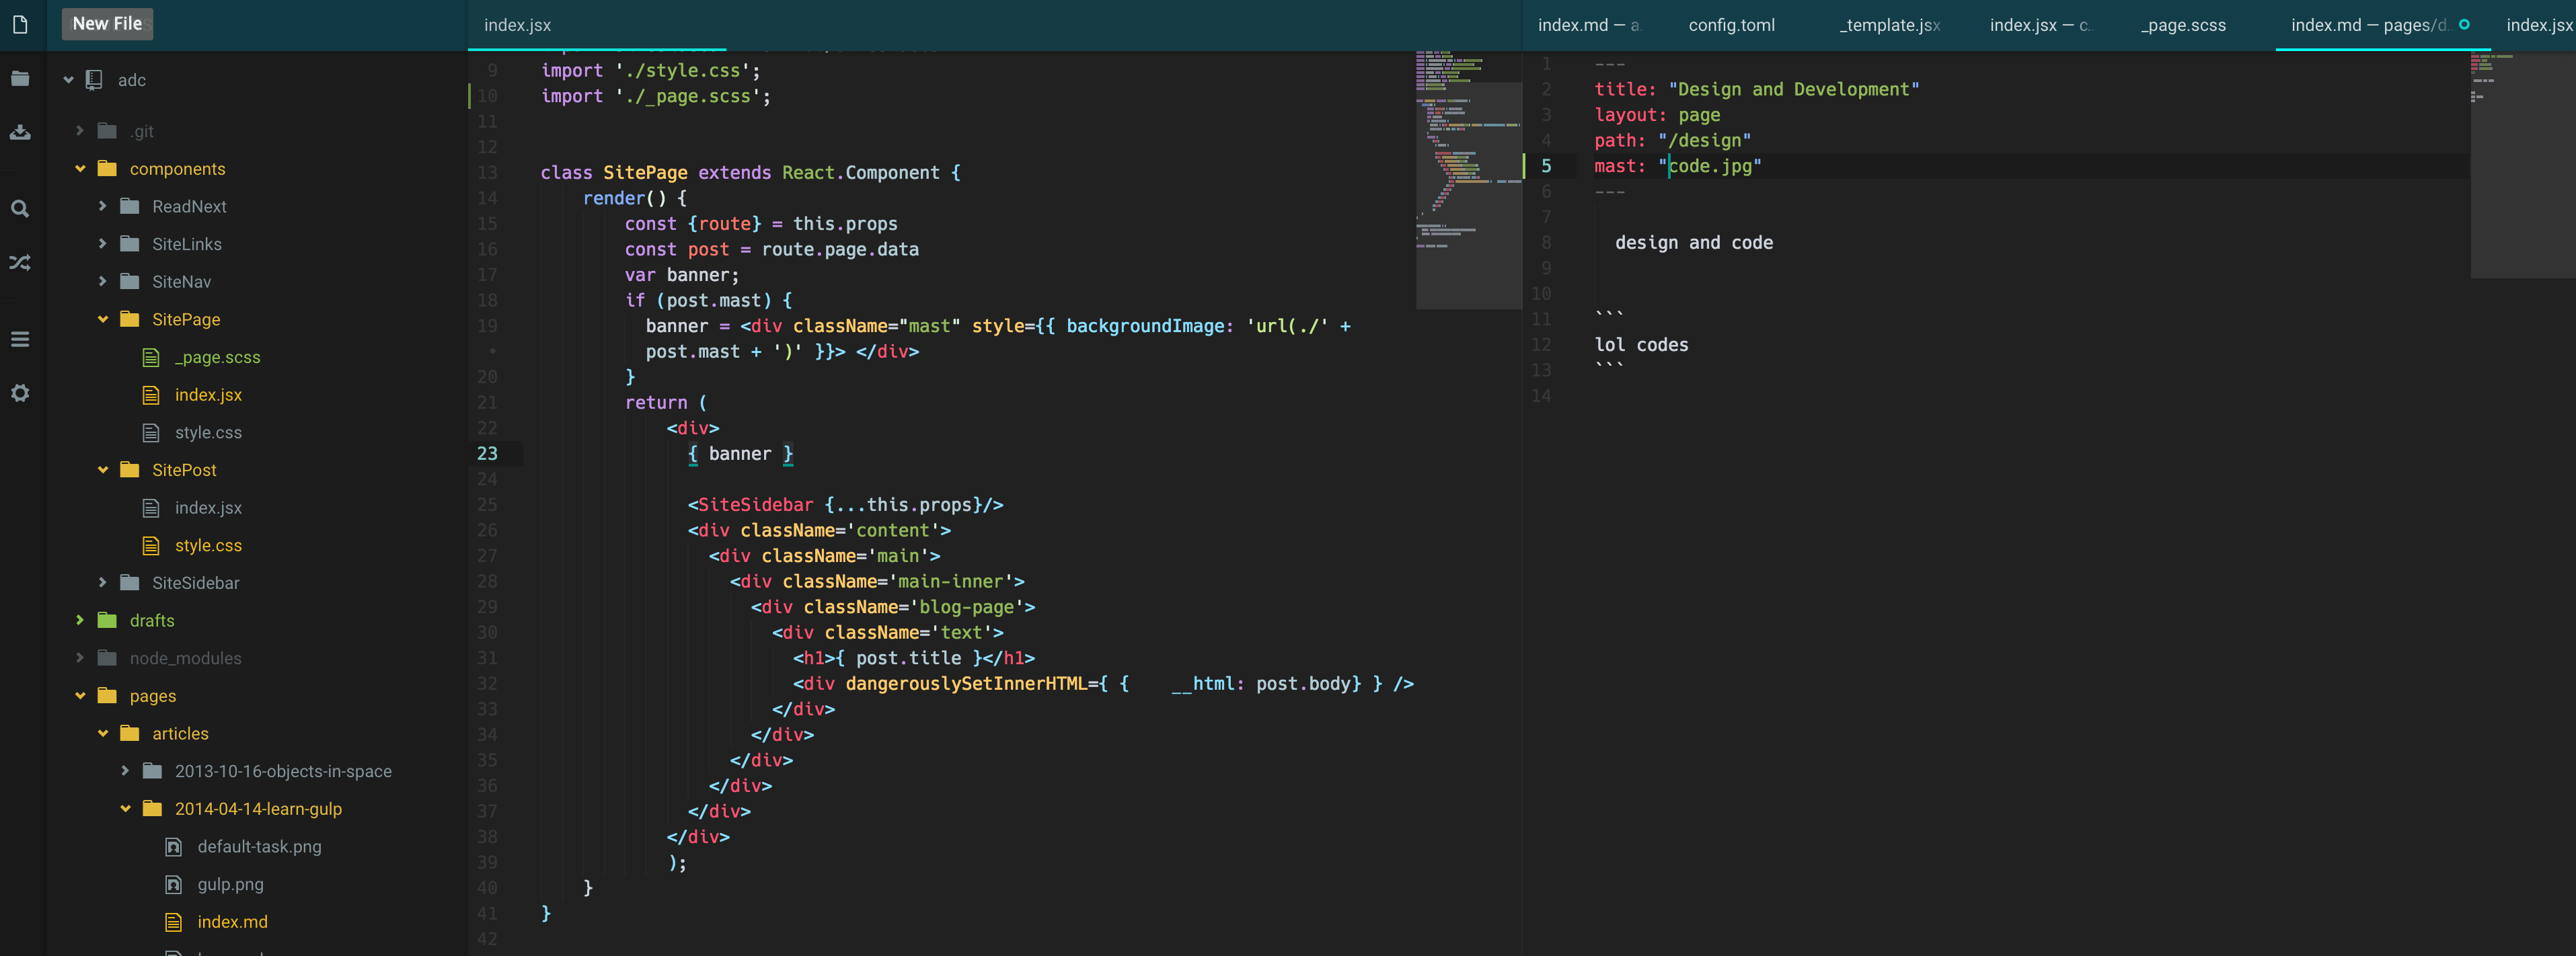 New File
adc
.git
components
ReadNext
SiteLinks
SiteNav
SitePage
_page.scss
index.jsx
style.css
SitePost
index.jsx
style.css
SiteSidebar
drafts
node_modules
pages
articles
2013-10-16-objects-in-space
2014-04-14-learn-gulp
default-task.png
gulp.png
index.md
index.jsx
9 import './style.css';
10 import './_page.scss';
11
12
13 class SitePage extends React.Component {
14 render() {
15 const {route} = this.props
16 const post = route.page.data
17 var banner;
18 if (post.mast) {
19 banner = <div className="mast" style={{ backgroundImage: 'url(./' +
• post.mast + ')' }}> </div>
20 }
21 return (
22 <div>
23 { banner }
24
25 <SiteSidebar {...this.props}/>
26 <div className='content'>
27 <div className='main'>
28 <div className='main-inner'>
29 <div className='blog-page'>
30 <div className='text'>
31 <h1>{ post.title }</h1>
32 <div dangerouslySetInnerHTML={ {    __html: post.body} } />
33 </div>
34 </div>
35 </div>
36 </div>
37 </div>
38 </div>
39 );
40 }
41 }
42
index.md — a.. config.toml _template.jsx index.jsx — c.. _page.scss index.md — pages/d.. index.jsx
1 ---
2 title: "Design and Development"
3 layout: page
4 path: "/design"
5 mast: "code.jpg"
6 ---
7
8 design and code
9
10
11 ```
12 lol codes
13 ```
14